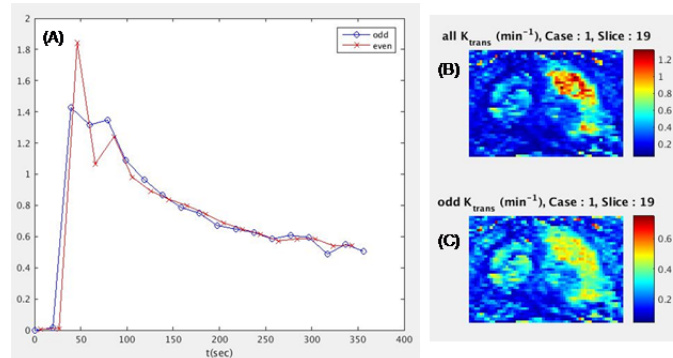 (A)
odd
even
2
1.8
1.6
1.4
1.2
1
0.8
0.6
0.4
0.2
0
0 50 100 150 200 250 300 350 400
t(sec)
all Ktrans (min⁻¹), Case : 1, Slice : 19
(B)
1.2
1
0.8
0.6
0.4
0.2
odd Ktrans (min⁻¹), Case : 1, Slice : 19
(C)
0.6
0.4
0.2